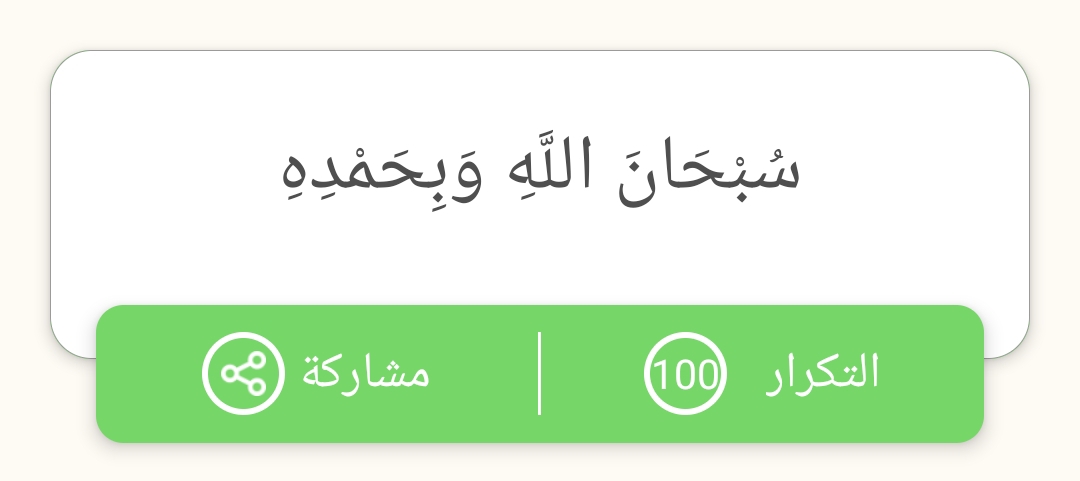 سُبْحَانَ اللَّهِ وَبِحَمْدِهِ
التكرار 100 مشاركة